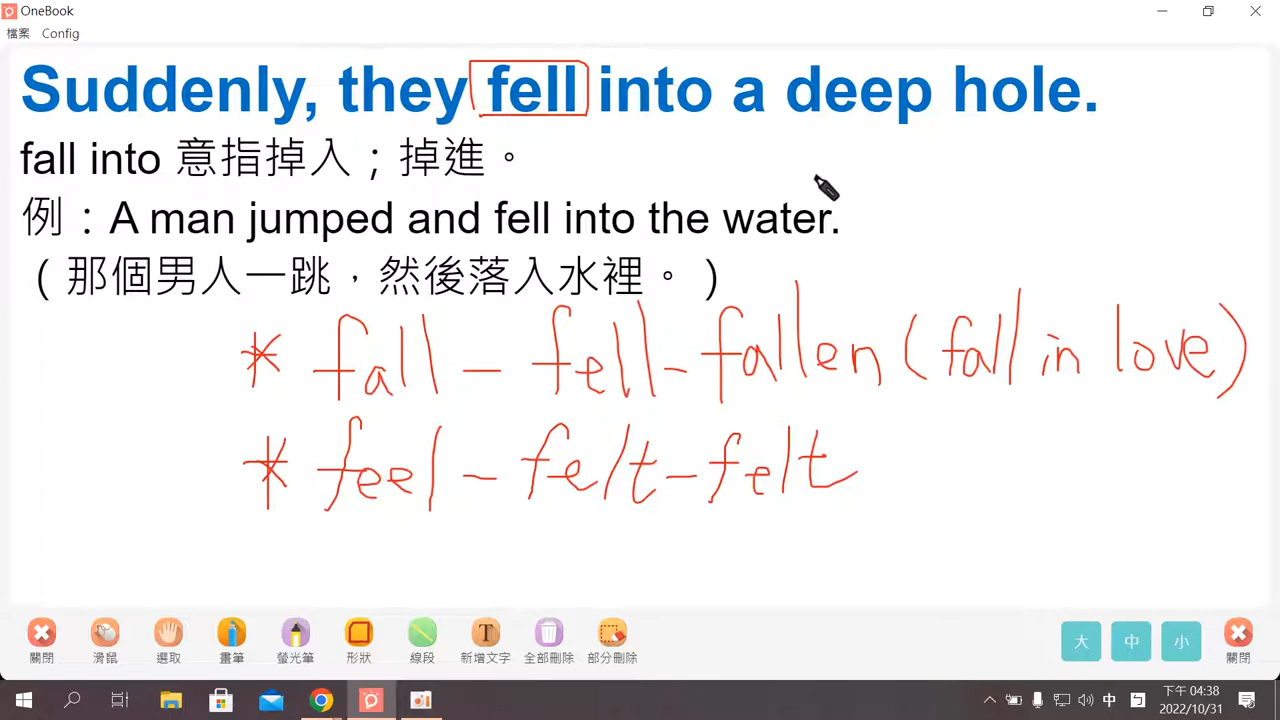 OneBook
檔案 Config
Suddenly, they fell into a deep hole.
fall into 意指掉入；掉進。
例：A man jumped and fell into the water.
（那個男人一跳，然後落入水裡。）
* fall - fell - fallen (fall in love)
* feel - felt - felt
關閉 滑鼠 選取 畫筆 螢光筆 形狀 線段 新增文字 全部刪除 部分刪除 大 中 小 關閉
中 下午 04:38
2022/10/31